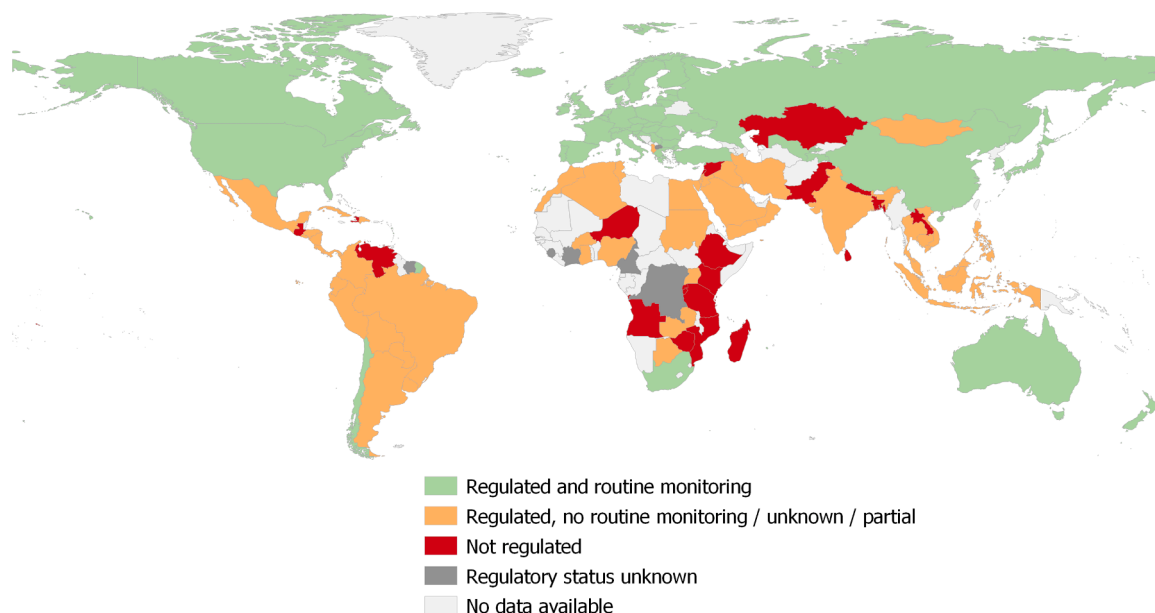 Regulated and routine monitoring
Regulated, no routine monitoring / unknown / partial
Not regulated
Regulatory status unknown
No data available